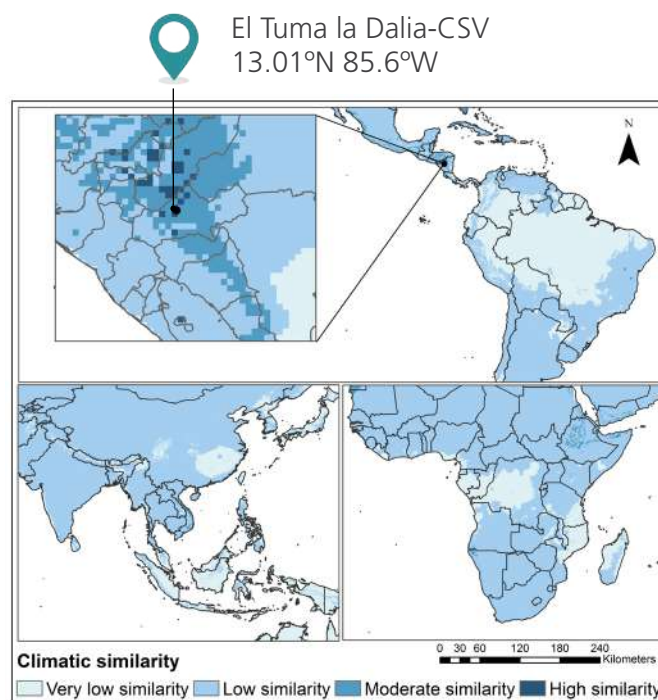 El Tuma la Dalia-CSV
13.01ºN 85.6ºW
N
Climatic similarity
0 30 60 120 180 240
Kilometers
Very low similarity Low similarity Moderate similarity High similarity